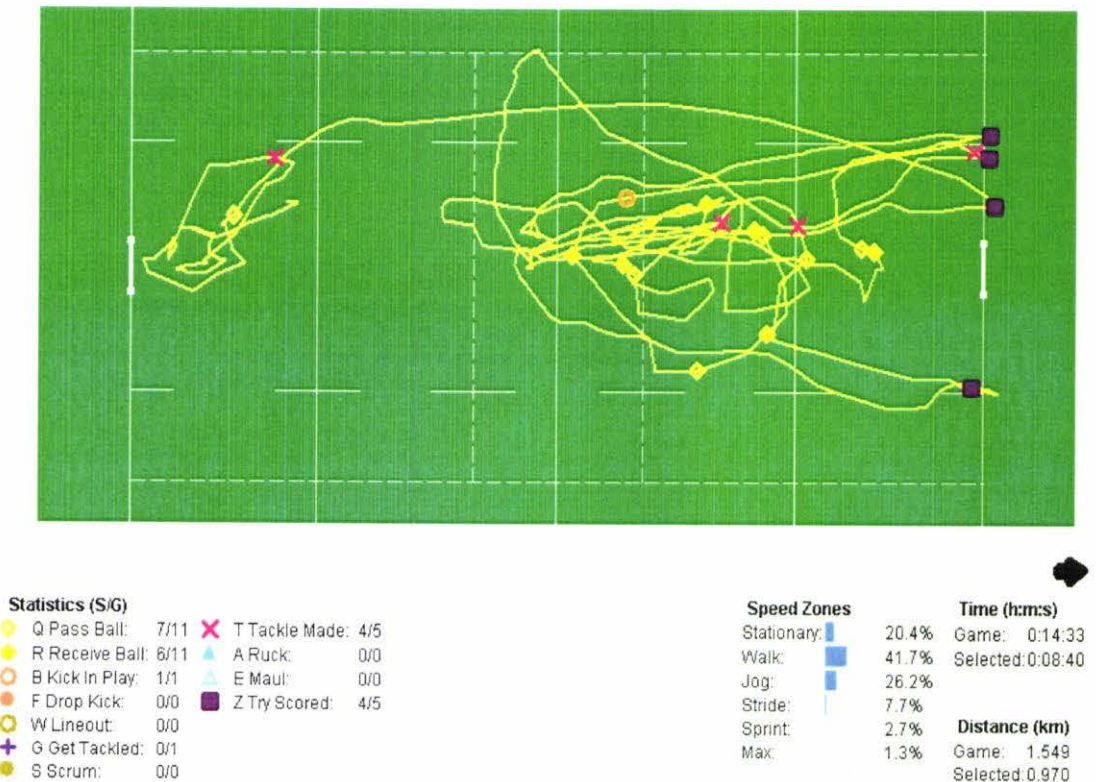 Statistics (S/G)
Q Pass Ball: 7/11
R Receive Ball: 6/11
B Kick In Play: 1/1
F Drop Kick: 0/0
W Lineout: 0/0
G Get Tackled: 0/1
S Scrum: 0/0
T Tackle Made: 4/5
A Ruck: 0/0
E Maul: 0/0
Z Try Scored: 4/5
Speed Zones
Stationary: 20.4%
Walk: 41.7%
Jog: 26.2%
Stride: 7.7%
Sprint: 2.7%
Max: 1.3%
Time (h:m:s)
Game: 0:14:33
Selected: 0:08:40
Distance (km)
Game: 1.549
Selected: 0.970